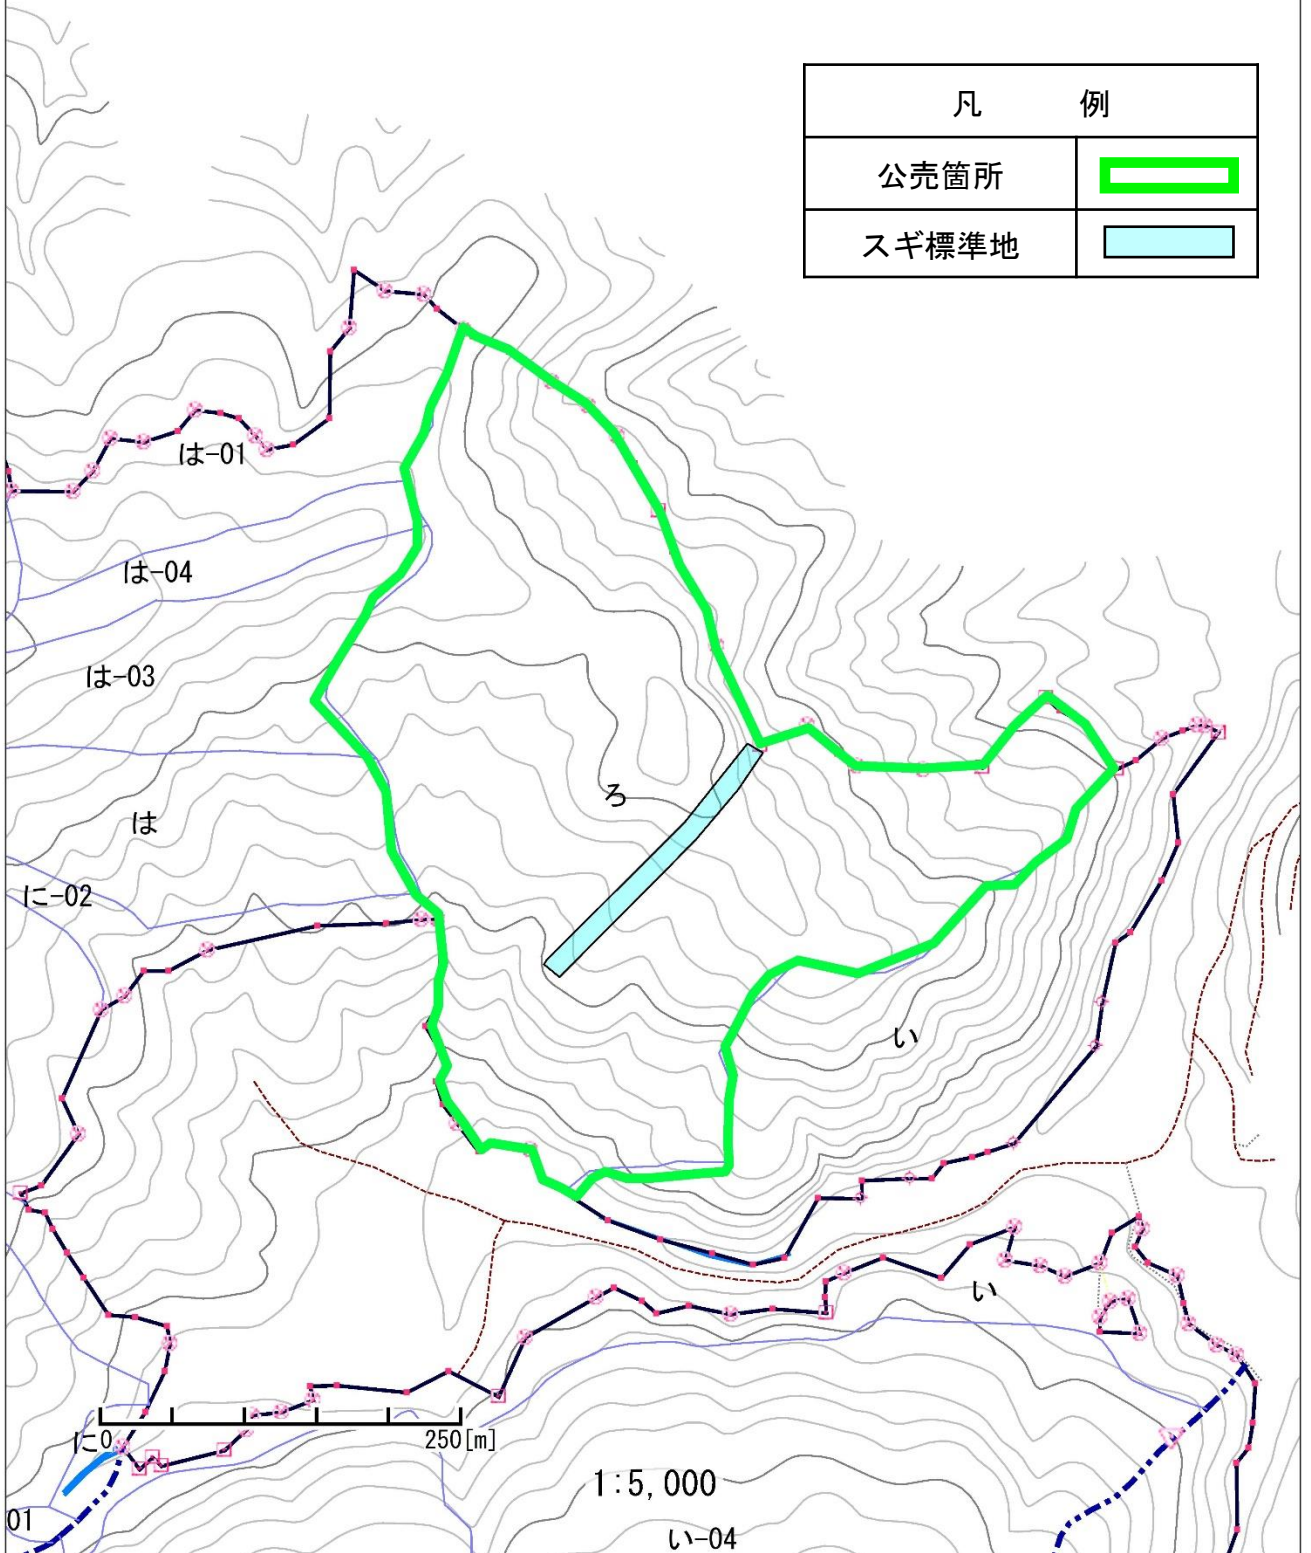 凡 例
公売箇所
スギ標準地
は-01
は-04
は-03
ろ
は
に-02
い
い
0
250[m]
に
1:5,000
01
い-04